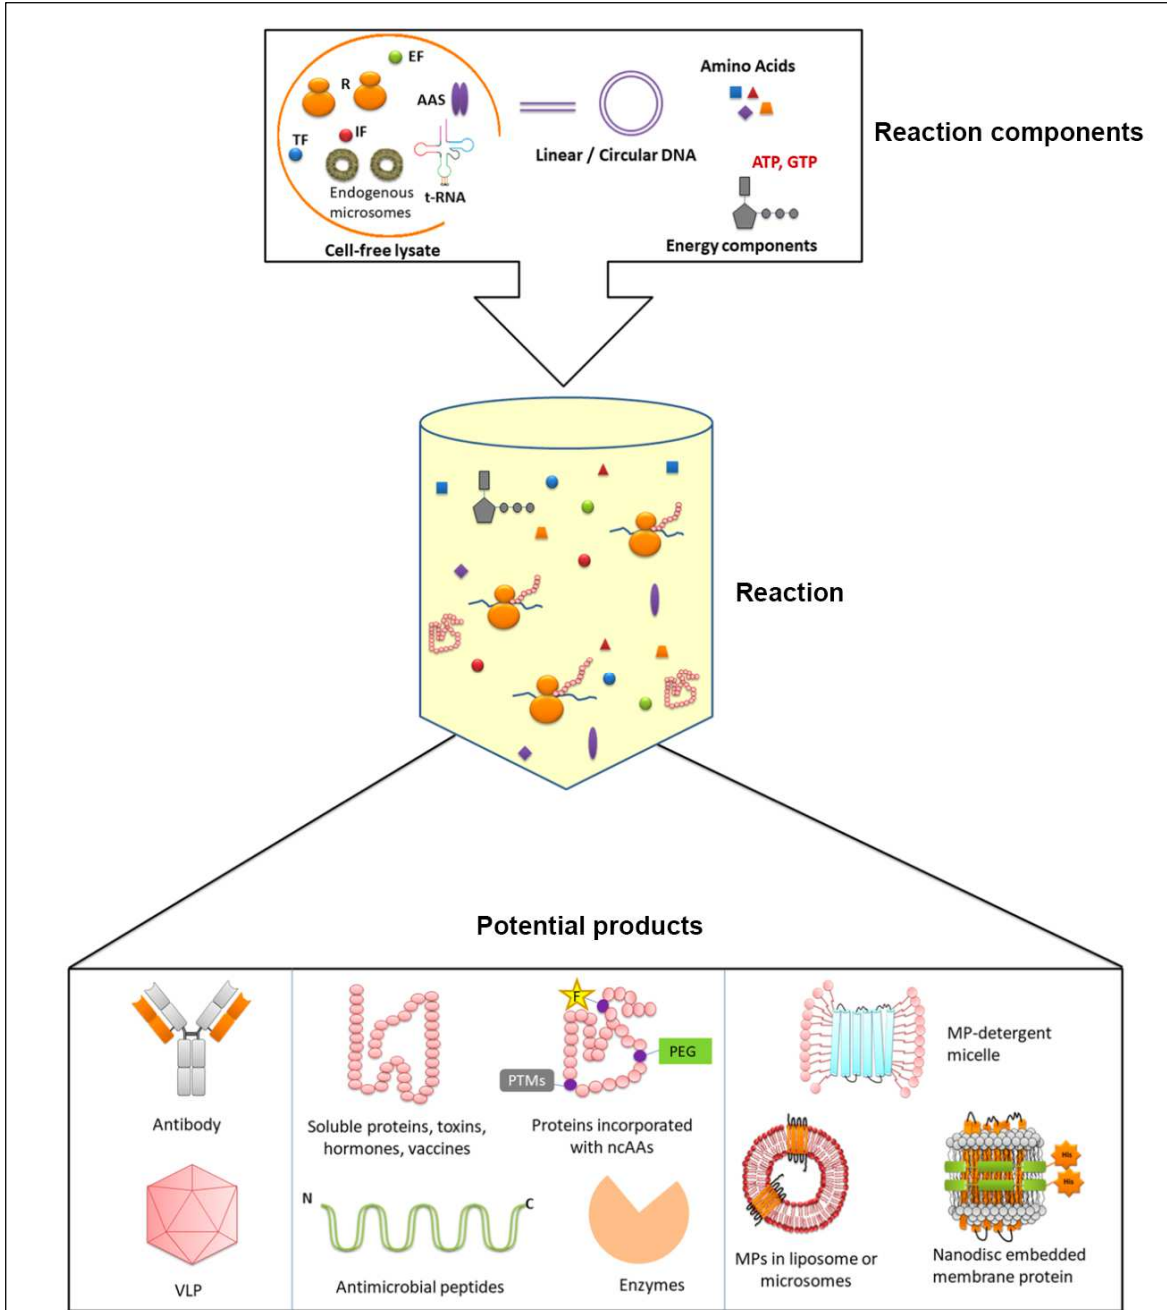 EF
R
AAS
TF
IF
Endogenous
microsomes
t-RNA
Cell-free lysate
Linear / Circular DNA
Amino Acids
ATP, GTP
Energy components
Reaction components
Reaction
Potential products
Antibody
VLP
Soluble proteins, toxins,
hormones, vaccines
F
PEG
PTMs
Proteins incorporated
with ncAAs
N
C
Antimicrobial peptides
Enzymes
MP-detergent
micelle
MPs in liposome or
microsomes
His
His
Nanodisc embedded
membrane protein